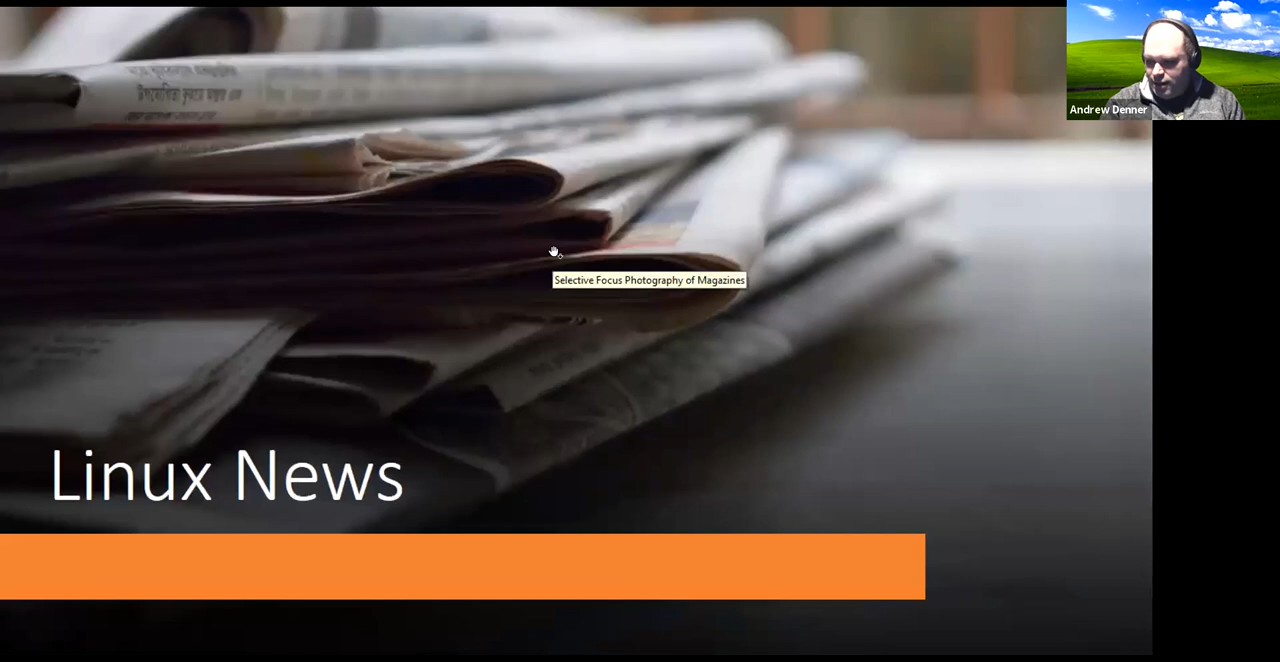 Andrew Denner
Selective Focus Photography of Magazines
Linux News